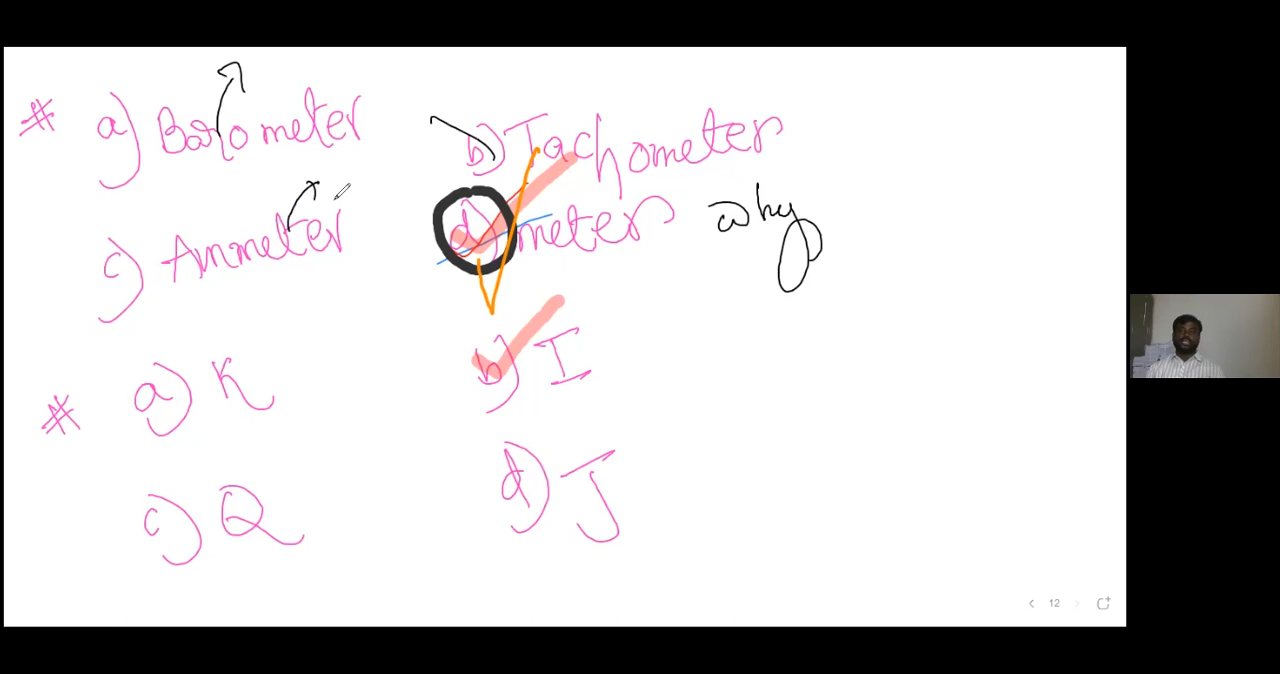 # a) Barometer b) Tachometer
c) Ammeter d) meter why
# a) K b) I
c) Q d) J
12